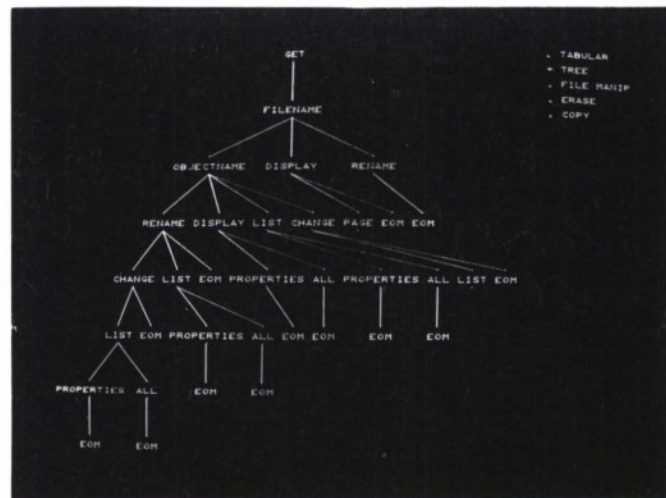 GET
FILENAME
OBJECTNAME DISPLAY RENAME
RENAME DISPLAY LIST CHANGE PAGE EOM EOM
CHANGE LIST EOM PROPERTIES ALL PROPERTIES ALL LIST EOM
LIST EOM PROPERTIES ALL EOM EOM EOM EOM
PROPERTIES ALL EOM EOM
EOM EOM
. TABULAR
+ TREE
. FILE MANIP
. ERASE
. COPY